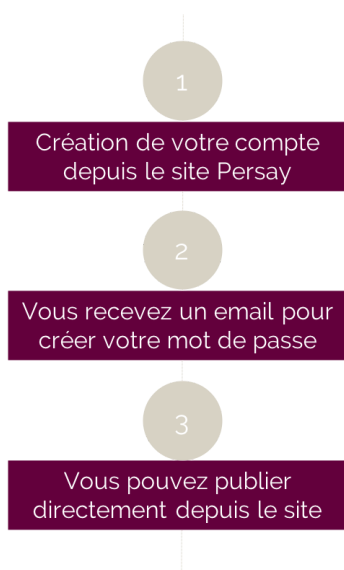 1
Création de votre compte
depuis le site Persay
2
Vous recevez un email pour
créer votre mot de passe
3
Vous pouvez publier
directement depuis le site